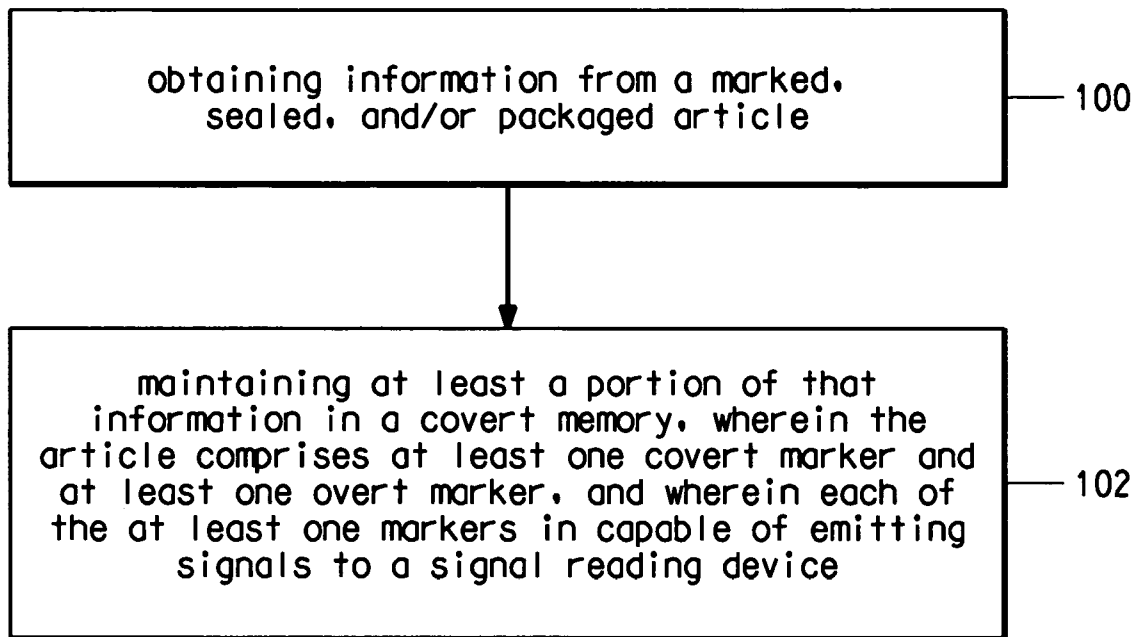 obtaining information from a marked,
sealed, and/or packaged article
100
maintaining at least a portion of that
information in a covert memory, wherein the
article comprises at least one covert marker and
at least one overt marker, and wherein each of
the at least one markers in capable of emitting
signals to a signal reading device
102